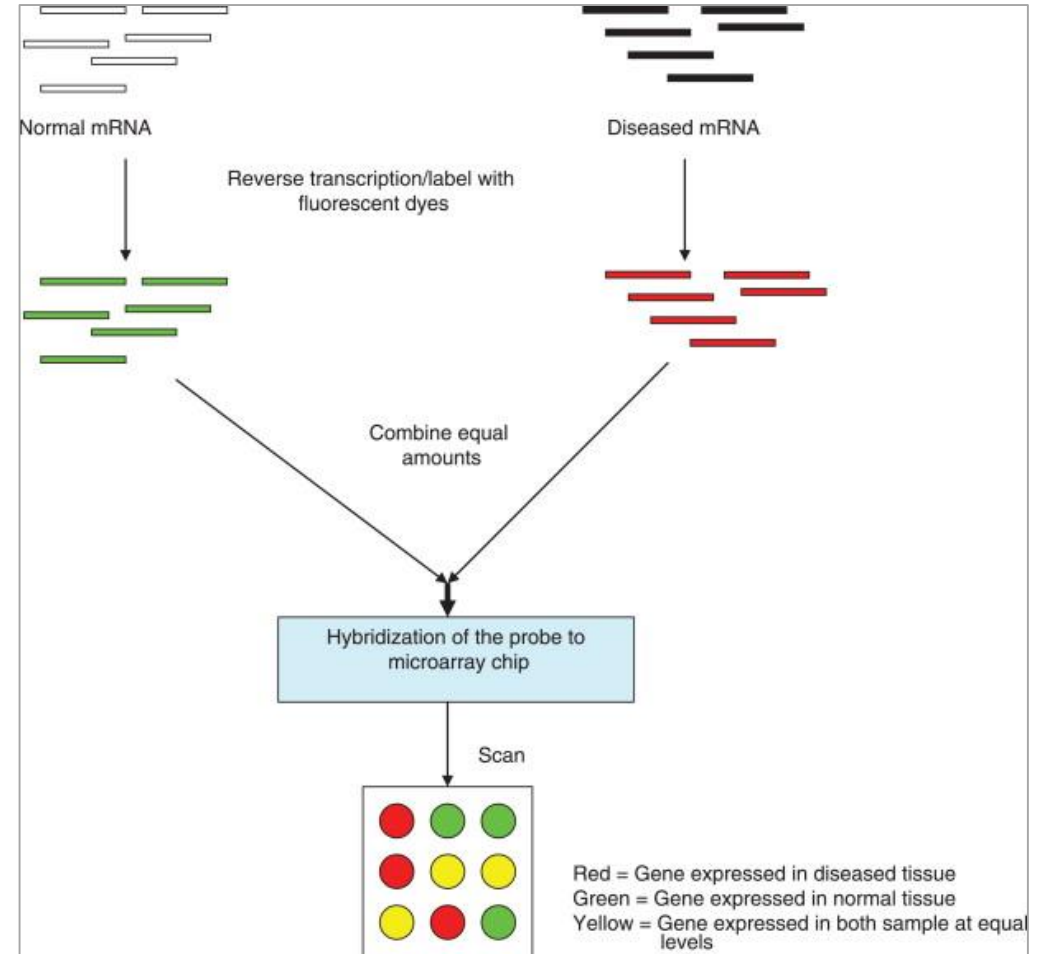 Normal mRNA
Diseased mRNA
Reverse transcription/label with
fluorescent dyes
Combine equal
amounts
Hybridization of the probe to
microarray chip
Scan
Red = Gene expressed in diseased tissue
Green = Gene expressed in normal tissue
Yellow = Gene expressed in both sample at equal
levels